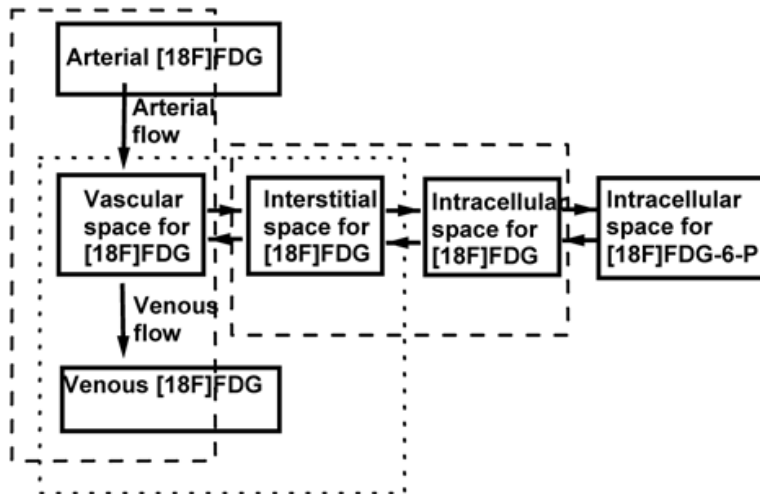 Arterial [18F]FDG
Arterial
flow
Vascular
space for
[18F]FDG
Interstitial
space for
[18F]FDG
Intracellular
space for
[18F]FDG
Intracellular
space for
[18F]FDG-6-P
Venous
flow
Venous [18F]FDG